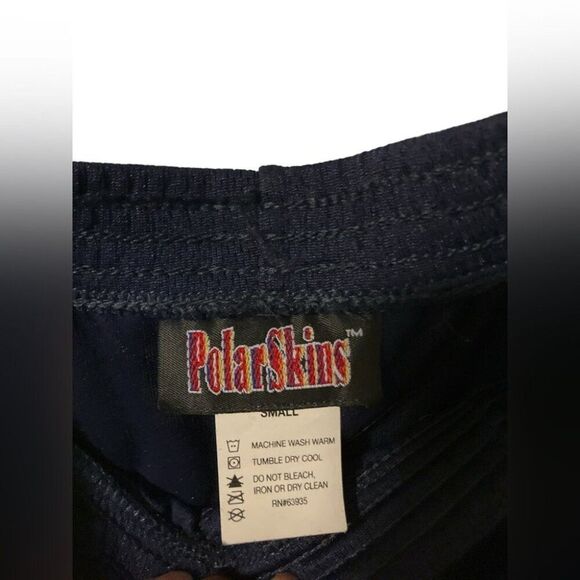 PolarSkins™
SMALL
MACHINE WASH WARM
TUMBLE DRY COOL
DO NOT BLEACH,
IRON OR DRY CLEAN
RN#63935